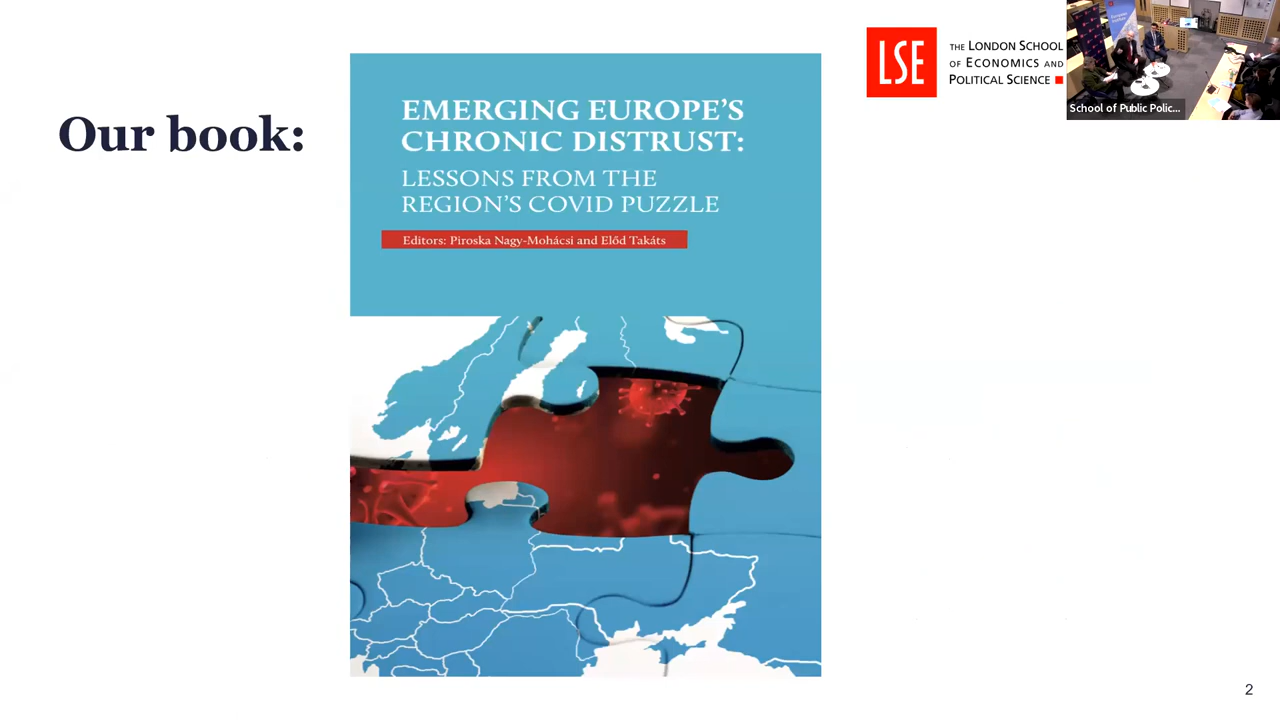 Our book:
EMERGING EUROPE'S
CHRONIC DISTRUST:
LESSONS FROM THE
REGION'S COVID PUZZLE
Editors: Piroska Nagy-Mohácsi and Előd Takáts
LSE
THE LONDON SCHOOL
OF ECONOMICS AND
POLITICAL SCIENCE
School of Public Polic...
2